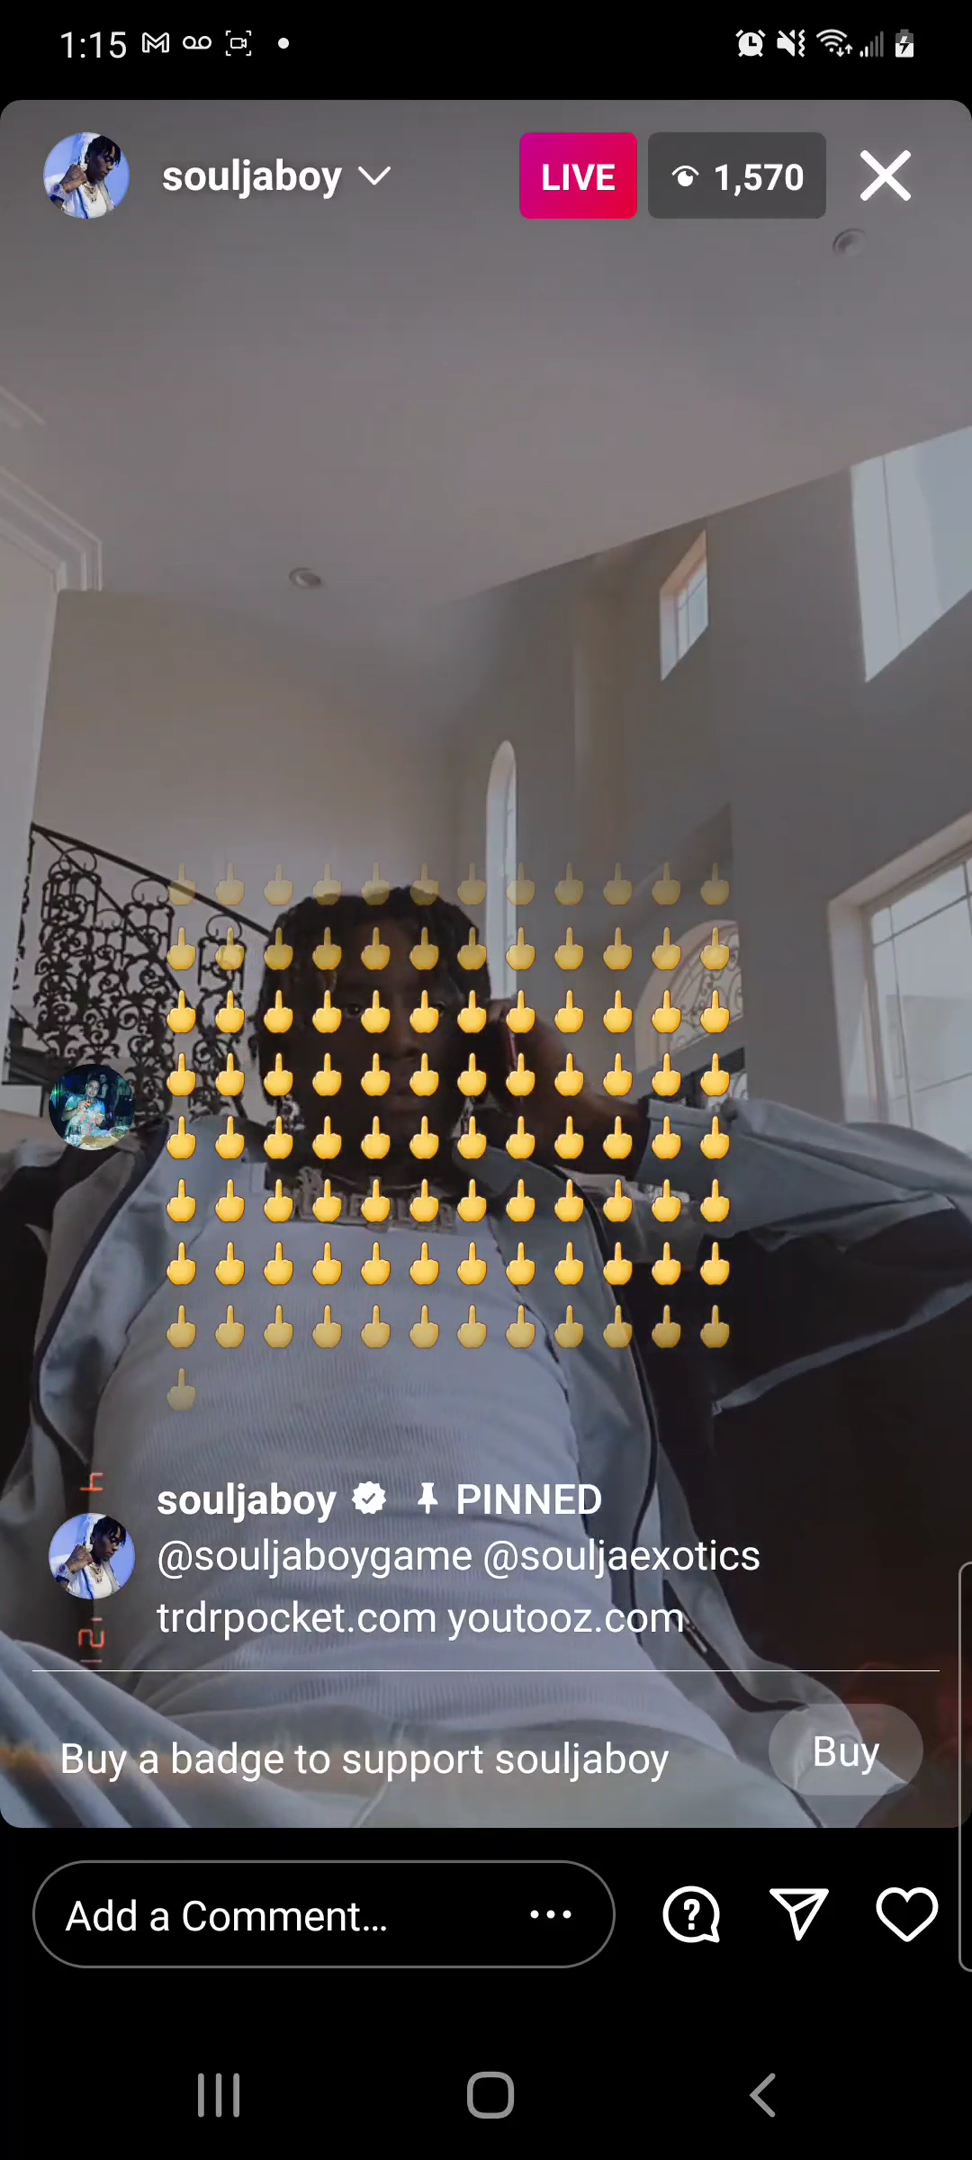 1:15
souljaboy
LIVE
1,570
souljaboy PINNED
@souljaboygame @souljaexotics
trdrpocket.com youtooz.com
Buy a badge to support souljaboy
Buy
Add a Comment...